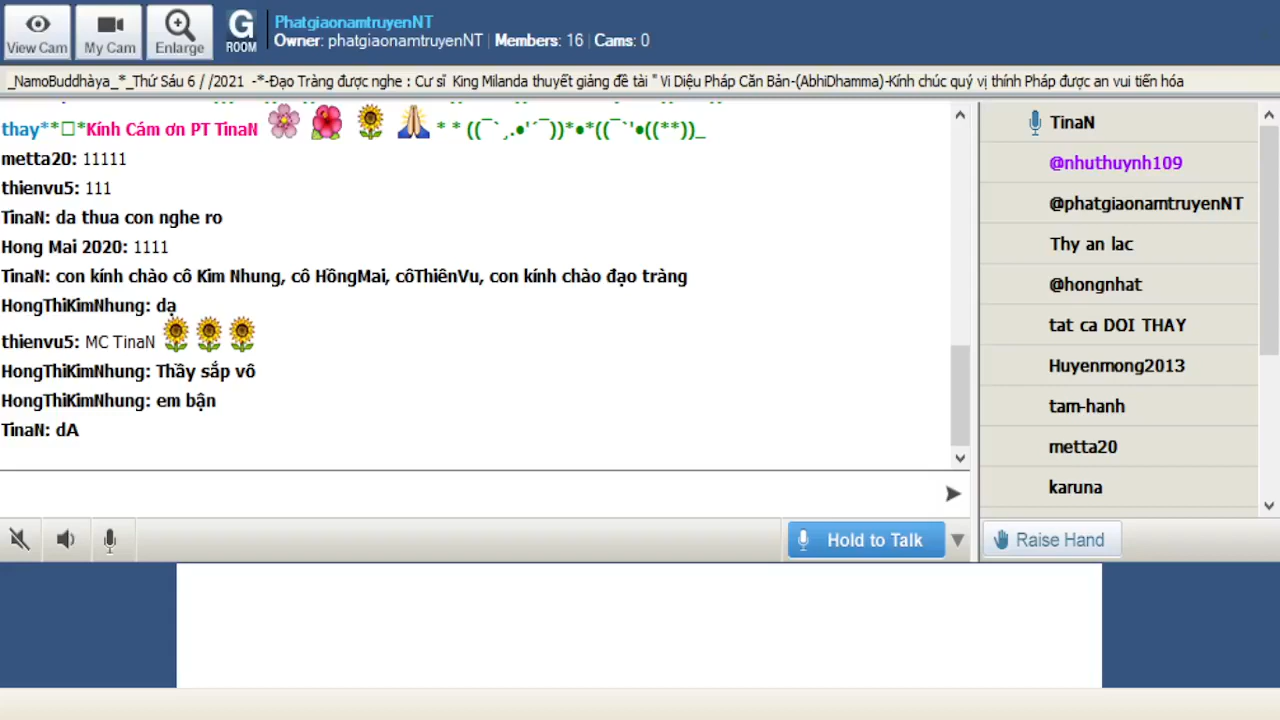 View Cam
My Cam
Enlarge
G
ROOM
PhatgiaonamtruyenNT
Owner: phatgiaonamtruyenNT | Members: 16 | Cams: 0
_NamoBuddhàya_*_Thứ Sáu 6 / /2021 -*-Đạo Tràng được nghe : Cư sĩ King Milanda thuyết giảng đề tài " Vi Diệu Pháp Căn Bản-(AbhiDhamma)-Kính chúc quý vị thính Pháp được an vui tiến hóa
thay**□*Kính Cám ơn PT TinaN 🌸 🌺 🌻 🙏 * * ((¯`¸.•'´¯))*•*((¯`'•((**))_
metta20: 11111
thienvu5: 111
TinaN: da thua con nghe ro
Hong Mai 2020: 1111
TinaN: con kính chào cô Kim Nhung, cô HồngMai, côThiênVu, con kính chào đạo tràng
HongThiKimNhung: dạ
thienvu5: MC TinaN 🌻🌻🌻
HongThiKimNhung: Thầy sắp vô
HongThiKimNhung: em bận
TinaN: dA
TinaN
@nhuthuynh109
@phatgiaonamtruyenNT
Thy an lac
@hongnhat
tat ca DOI THAY
Huyenmong2013
tam-hanh
metta20
karuna
Hold to Talk
Raise Hand